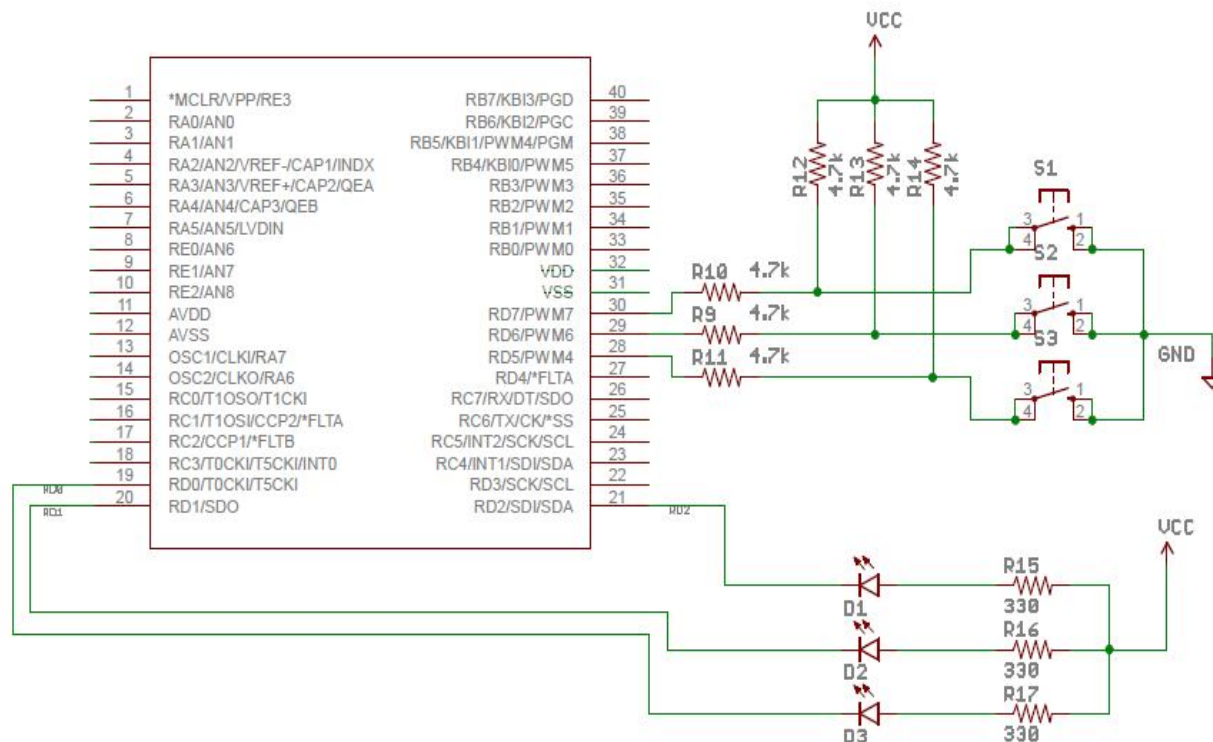 VCC
1 *MCLR/VPP/RE3 RB7/KBI3/PGD 40
2 RA0/AN0 RB6/KBI2/PGC 39
3 RA1/AN1 RB5/KBI1/PWM4/PGM 38
4 RA2/AN2/VREF-/CAP1/INDX RB4/KBI0/PWM5 37
5 RA3/AN3/VREF+/CAP2/QEA RB3/PWM3 36
6 RA4/AN4/CAP3/QEB RB2/PWM2 35
7 RA5/AN5/LVDIN RB1/PWM1 34
8 RE0/AN6 RB0/PWM0 33
9 RE1/AN7 VDD 32
10 RE2/AN8 VSS 31
11 AVDD RD7/PWM7 30
12 AVSS RD6/PWM6 29
13 OSC1/CLKI/RA7 RD5/PWM4 28
14 OSC2/CLKO/RA6 RD4/*FLTA 27
15 RC0/T1OSO/T1CKI RC7/RX/DT/SDO 26
16 RC1/T1OSI/CCP2/*FLTA RC6/TX/CK/*SS 25
17 RC2/CCP1/*FLTB RC5/INT2/SCK/SCL 24
18 RC3/T0CKI/T5CKI/INT0 RC4/INT1/SDI/SDA 23
19 RD0/T0CKI/T5CKI RD3/SCK/SCL 22
20 RD1/SDO RD2/SDI/SDA 21
RD0
RD1
RD2
R12 4.7k
R13 4.7k
R14 4.7k
S1
3 1
4 2
S2
3 1
4 2
S3
3 1
4 2
R10 4.7k
R9 4.7k
R11 4.7k
GND
VCC
D1
R15
330
D2
R16
330
D3
R17
330